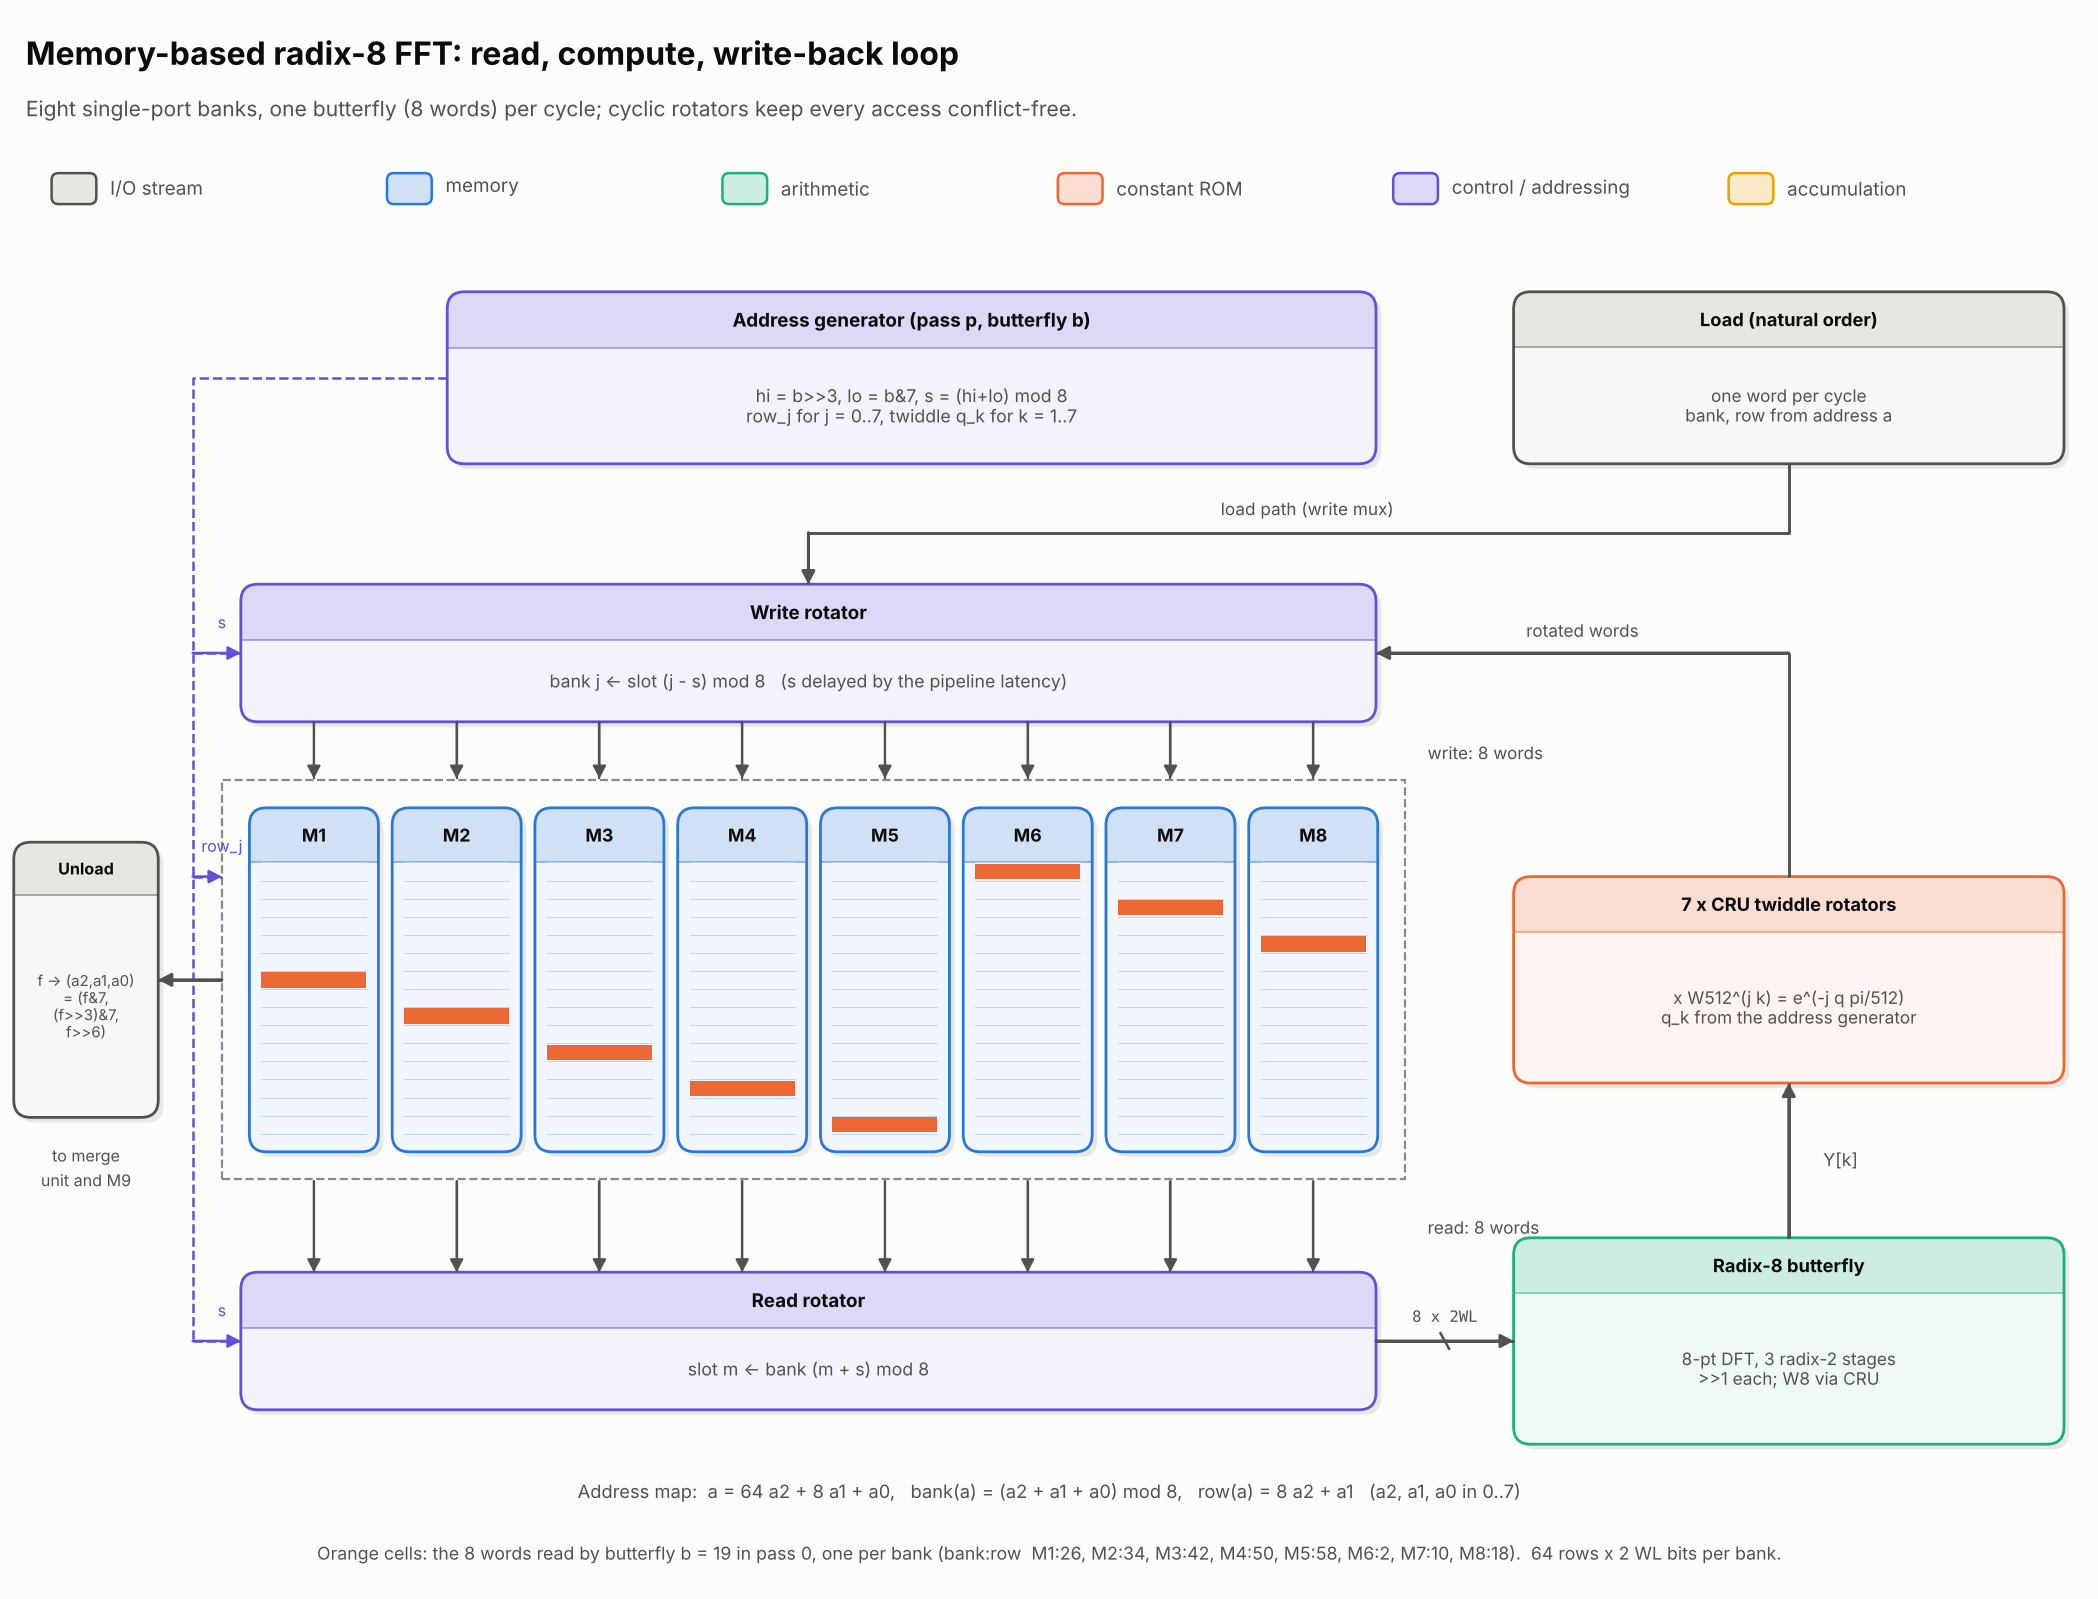 Memory-based radix-8 FFT: read, compute, write-back loop
Eight single-port banks, one butterfly (8 words) per cycle; cyclic rotators keep every access conflict-free.
I/O stream
memory
arithmetic
constant ROM
control / addressing
accumulation
Address generator (pass p, butterfly b)
hi = b>>3, lo = b&7, s = (hi+lo) mod 8
row_j for j = 0..7, twiddle q_k for k = 1..7
Load (natural order)
one word per cycle
bank, row from address a
load path (write mux)
Write rotator
bank j ← slot (j - s) mod 8   (s delayed by the pipeline latency)
s
rotated words
write: 8 words
M1
M2
M3
M4
M5
M6
M7
M8
row_j
Unload
f → (a2,a1,a0)
= (f&7,
(f>>3)&7,
f>>6)
to merge
unit and M9
7 x CRU twiddle rotators
x W512^(j k) = e^(-j q pi/512)
q_k from the address generator
Y[k]
read: 8 words
Read rotator
slot m ← bank (m + s) mod 8
s
8 x 2WL
Radix-8 butterfly
8-pt DFT, 3 radix-2 stages
>>1 each; W8 via CRU
Address map:  a = 64 a2 + 8 a1 + a0,   bank(a) = (a2 + a1 + a0) mod 8,   row(a) = 8 a2 + a1   (a2, a1, a0 in 0..7)
Orange cells: the 8 words read by butterfly b = 19 in pass 0, one per bank (bank:row  M1:26, M2:34, M3:42, M4:50, M5:58, M6:2, M7:10, M8:18).  64 rows x 2 WL bits per bank.